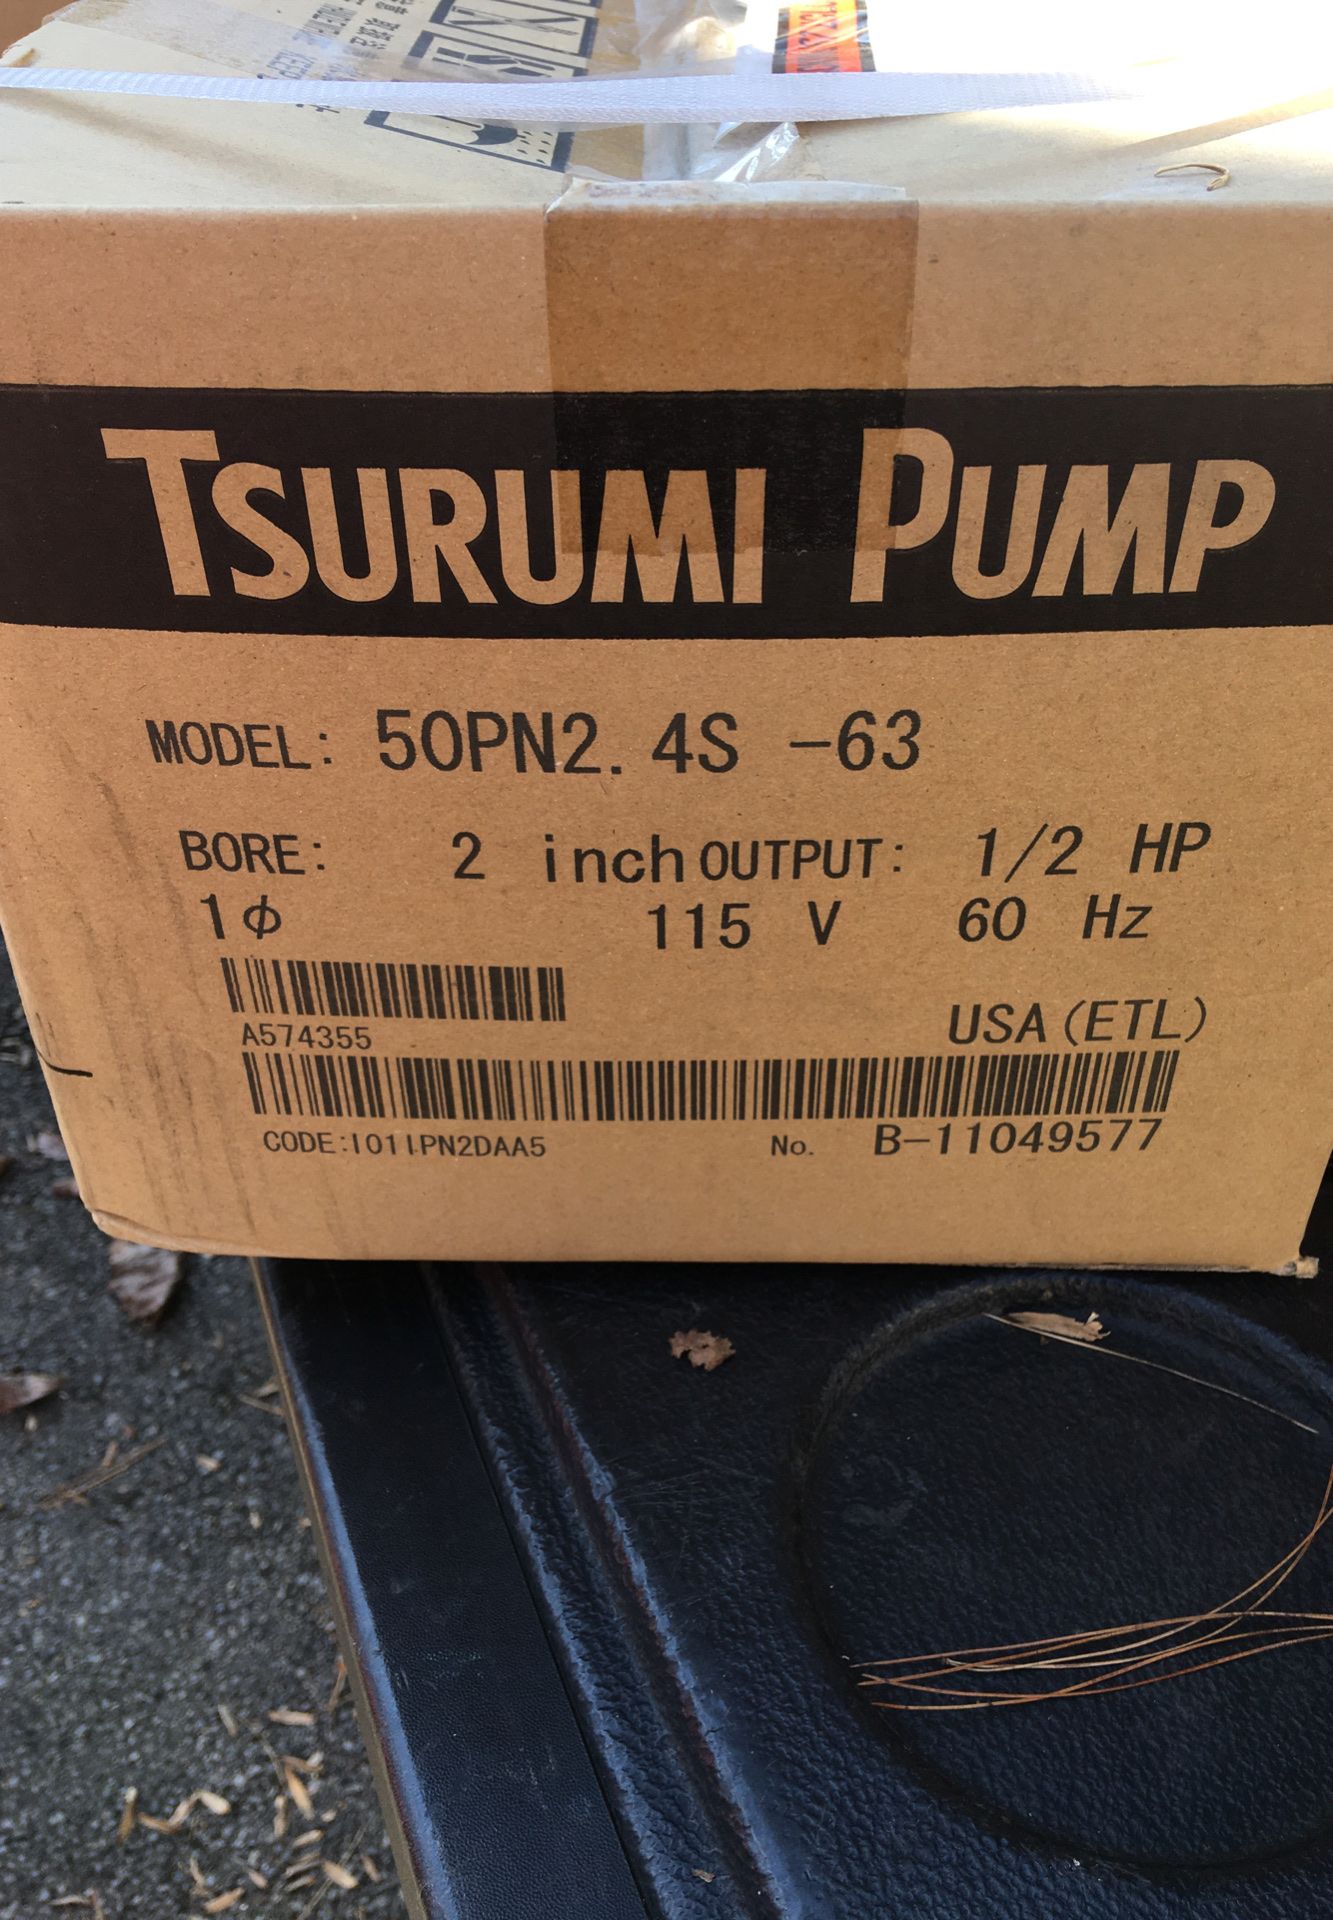 TSURUMI PUMP
MODEL: 50PN2.4S -63
BORE: 2 inch OUTPUT: 1/2 HP
1Φ 115 V 60 Hz
A574355
USA (ETL)
CODE:I011PN2DAA5 No. B-11049577